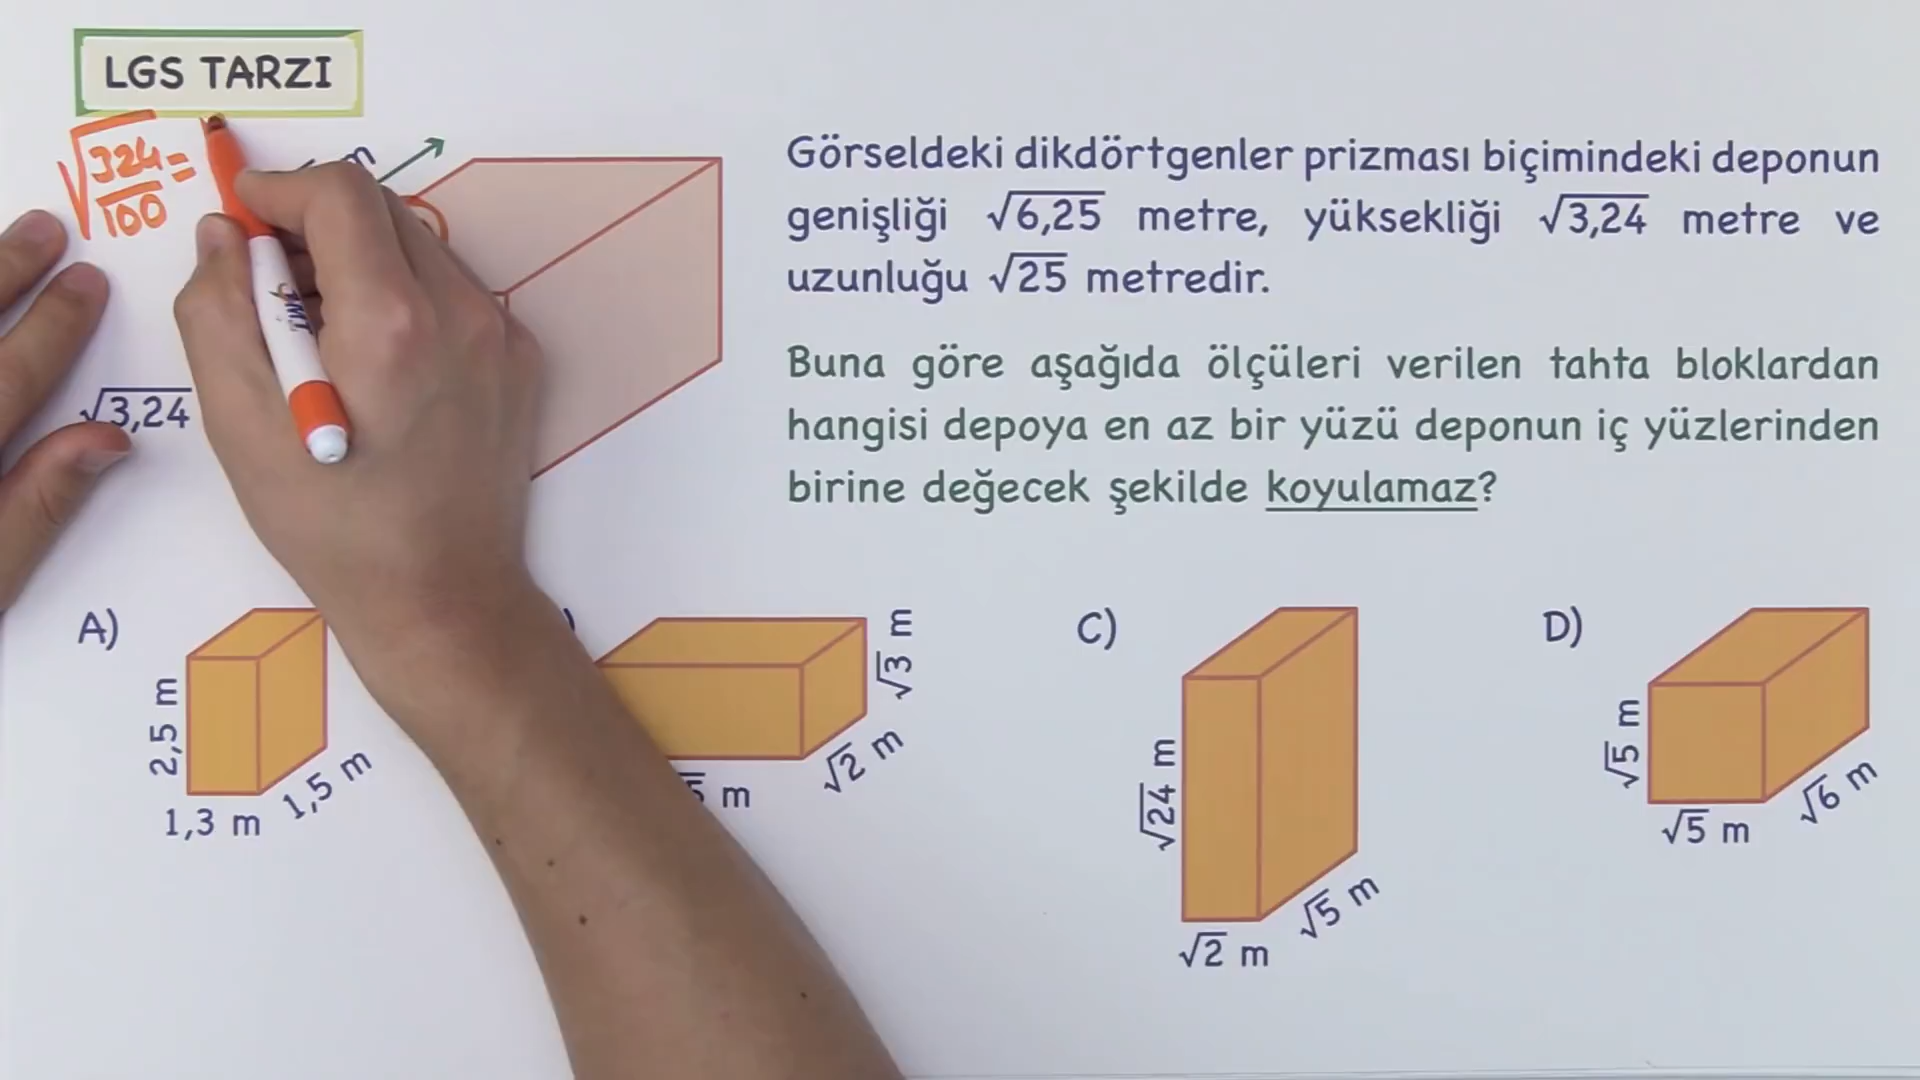 LGS TARZI
√324/100 =
m
√3,24
Görseldeki dikdörtgenler prizması biçimindeki deponun
genişliği √6,25 metre, yüksekliği √3,24 metre ve
uzunluğu √25 metredir.
Buna göre aşağıda ölçüleri verilen tahta bloklardan
hangisi depoya en az bir yüzü deponun iç yüzlerinden
birine değecek şekilde koyulamaz?
A)
2,5 m
1,3 m
1,5 m
√3 m
√2 m
m
C)
√24 m
√2 m
√5 m
D)
√5 m
√5 m
√6 m